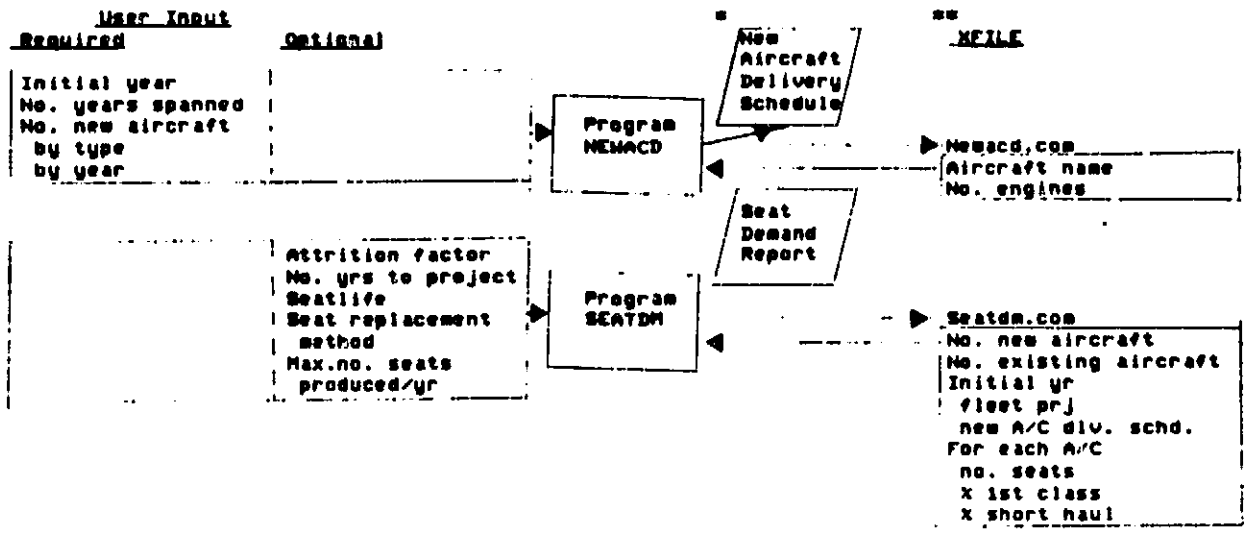 User Input
Required
Optional
*
New
Aircraft
Delivery
Schedule
**
XFILE
Initial year
No. years spanned
No. new aircraft
by type
by year
Program
NEWACD
Newacd.com
Aircraft name
No. engines
Seat
Demand
Report
Attrition factor
No. yrs to project
Seatlife
Seat replacement
method
Max.no. seats
produced/yr
Program
SEATDM
Seatdm.com
No. new aircraft
No. existing aircraft
Initial yr
fleet prj
new A/C dlv. schd.
For each A/C
no. seats
% 1st class
% short haul